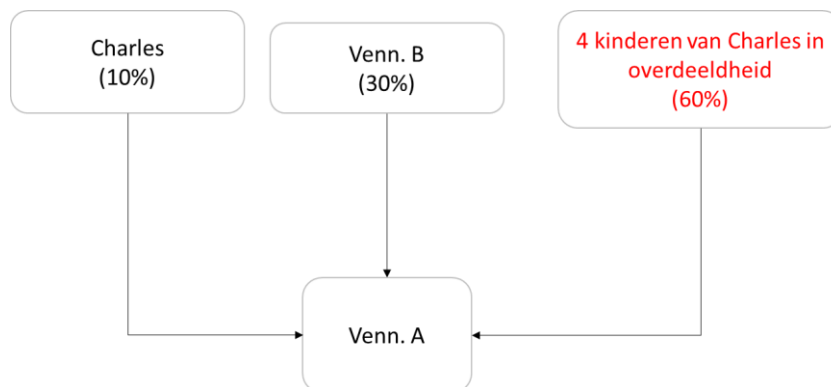 Charles
(10%)
Venn. B
(30%)
4 kinderen van Charles in
overdeeldheid
(60%)
Venn. A